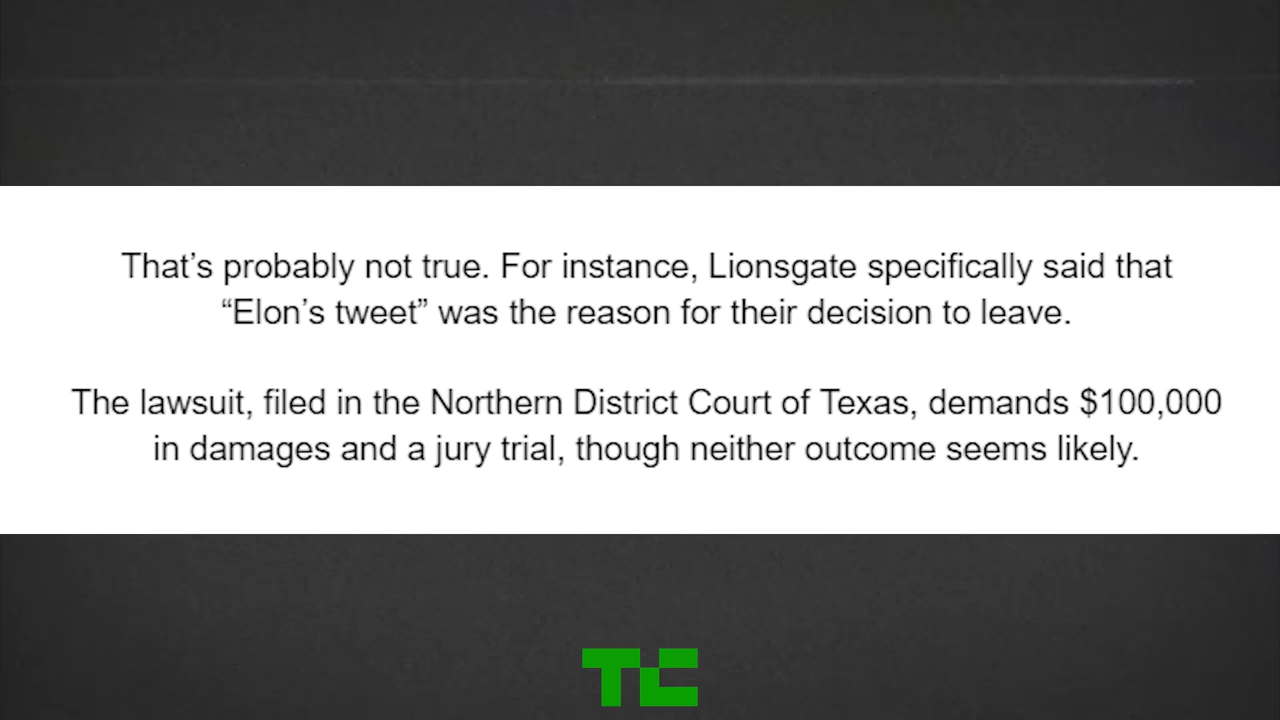 That’s probably not true. For instance, Lionsgate specifically said that
“Elon’s tweet” was the reason for their decision to leave.
The lawsuit, filed in the Northern District Court of Texas, demands $100,000
in damages and a jury trial, though neither outcome seems likely.
TC